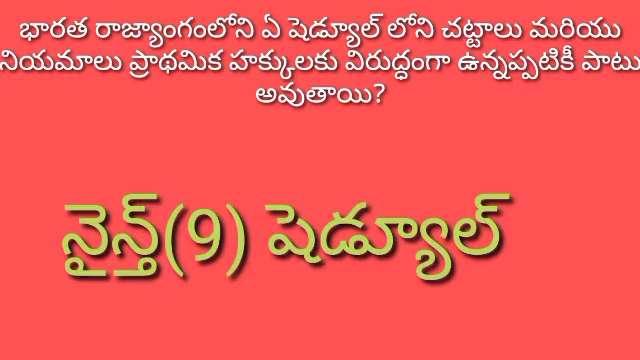 భారత రాజ్యాంగంలోని ఏ షెడ్యూల్ లోని చట్టాలు మరియు
నియమాలు ప్రాథమిక హక్కులకు విరుద్ధంగా ఉన్నప్పటికీ పాటు
అవుతాయి?
నైన్త్(9) షెడ్యూల్